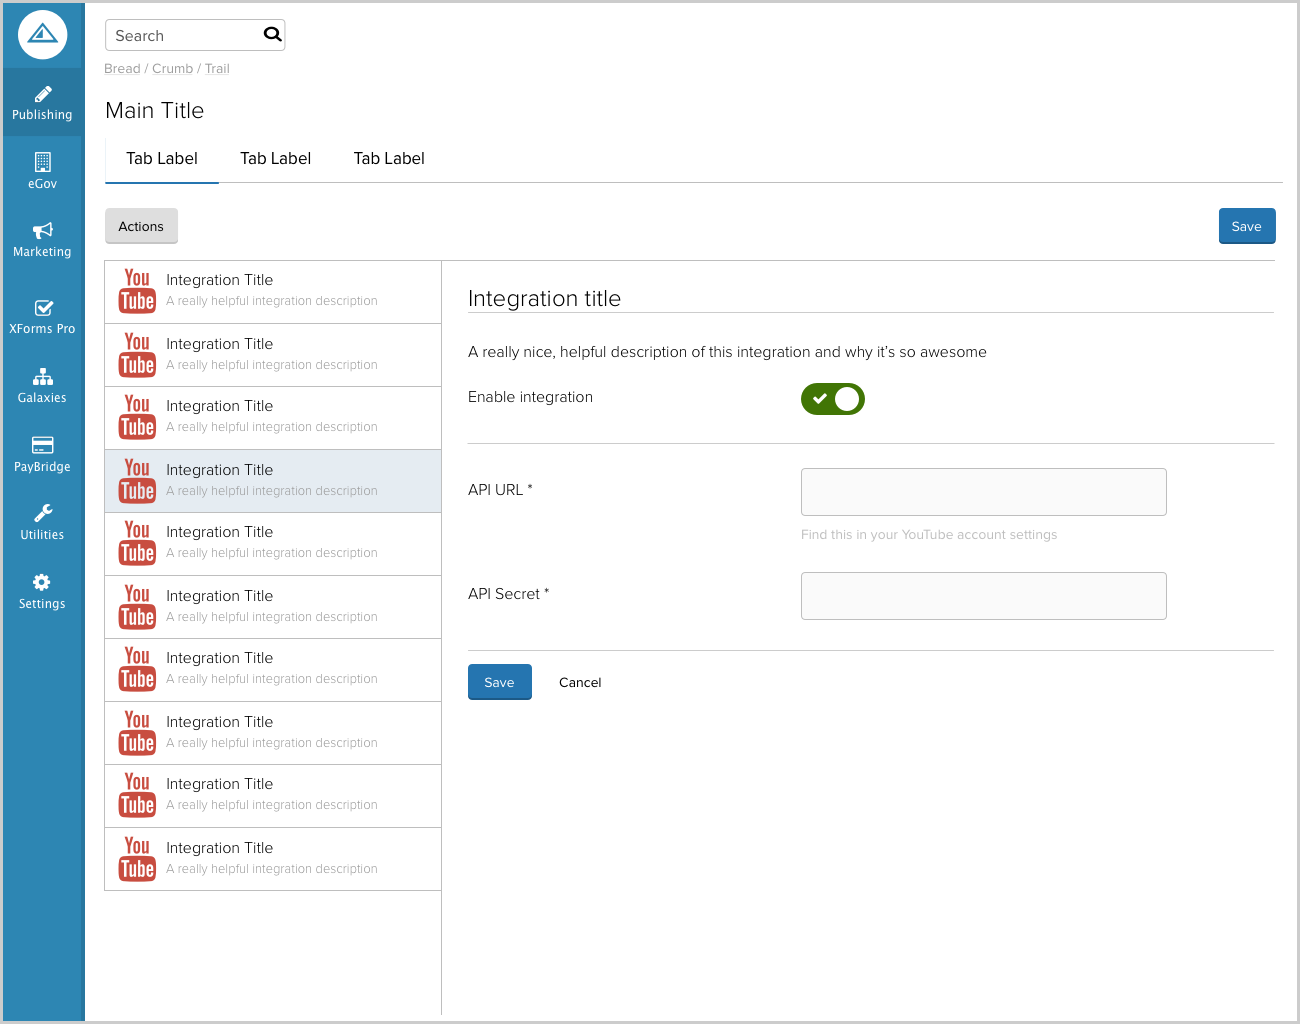 Search
Bread / Crumb / Trail
Main Title
Tab Label Tab Label Tab Label
Actions
Save
Publishing
eGov
Marketing
XForms Pro
Galaxies
PayBridge
Utilities
Settings
You
Tube
Integration Title
A really helpful integration description
You
Tube
Integration Title
A really helpful integration description
You
Tube
Integration Title
A really helpful integration description
You
Tube
Integration Title
A really helpful integration description
You
Tube
Integration Title
A really helpful integration description
You
Tube
Integration Title
A really helpful integration description
You
Tube
Integration Title
A really helpful integration description
You
Tube
Integration Title
A really helpful integration description
You
Tube
Integration Title
A really helpful integration description
You
Tube
Integration Title
A really helpful integration description
Integration title
A really nice, helpful description of this integration and why it's so awesome
Enable integration
API URL *
Find this in your YouTube account settings
API Secret *
Save
Cancel